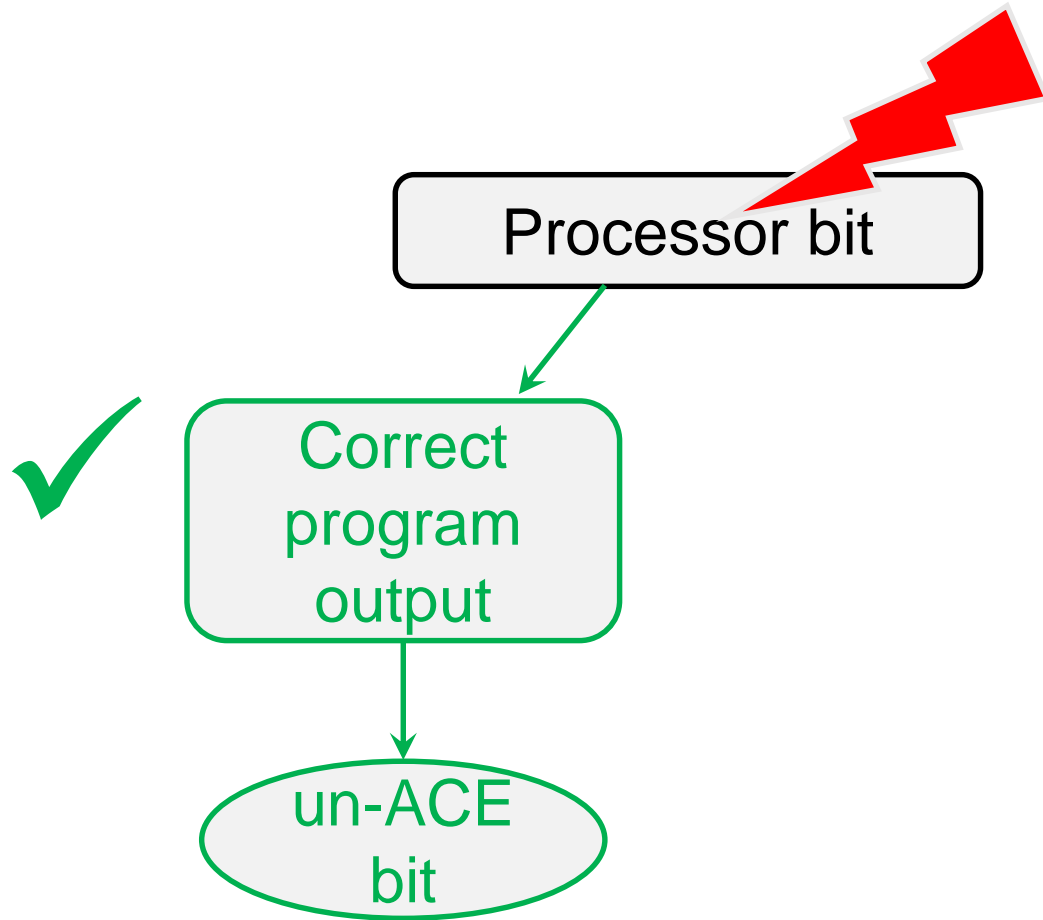 Processor bit
Correct
program
output
un-ACE
bit